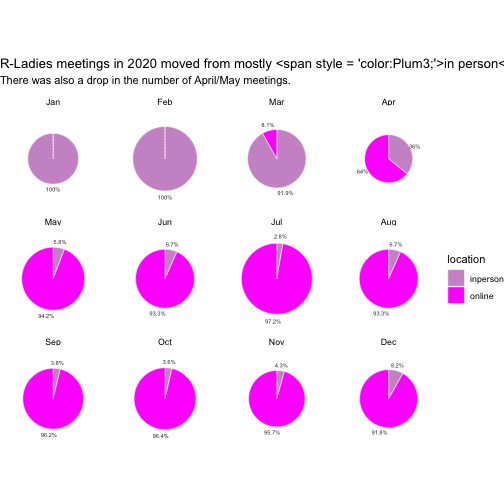 R-Ladies meetings in 2020 moved from mostly <span style = 'color:Plum3;'>in person<
There was also a drop in the number of April/May meetings.
Jan
Feb
Mar
Apr
100%
100%
8.1%
91.9%
36%
64%
May
Jun
Jul
Aug
5.8%
94.2%
6.7%
93.3%
2.8%
97.2%
6.7%
93.3%
location
inperson
online
Sep
Oct
Nov
Dec
3.8%
96.2%
3.6%
96.4%
4.3%
95.7%
8.2%
91.8%